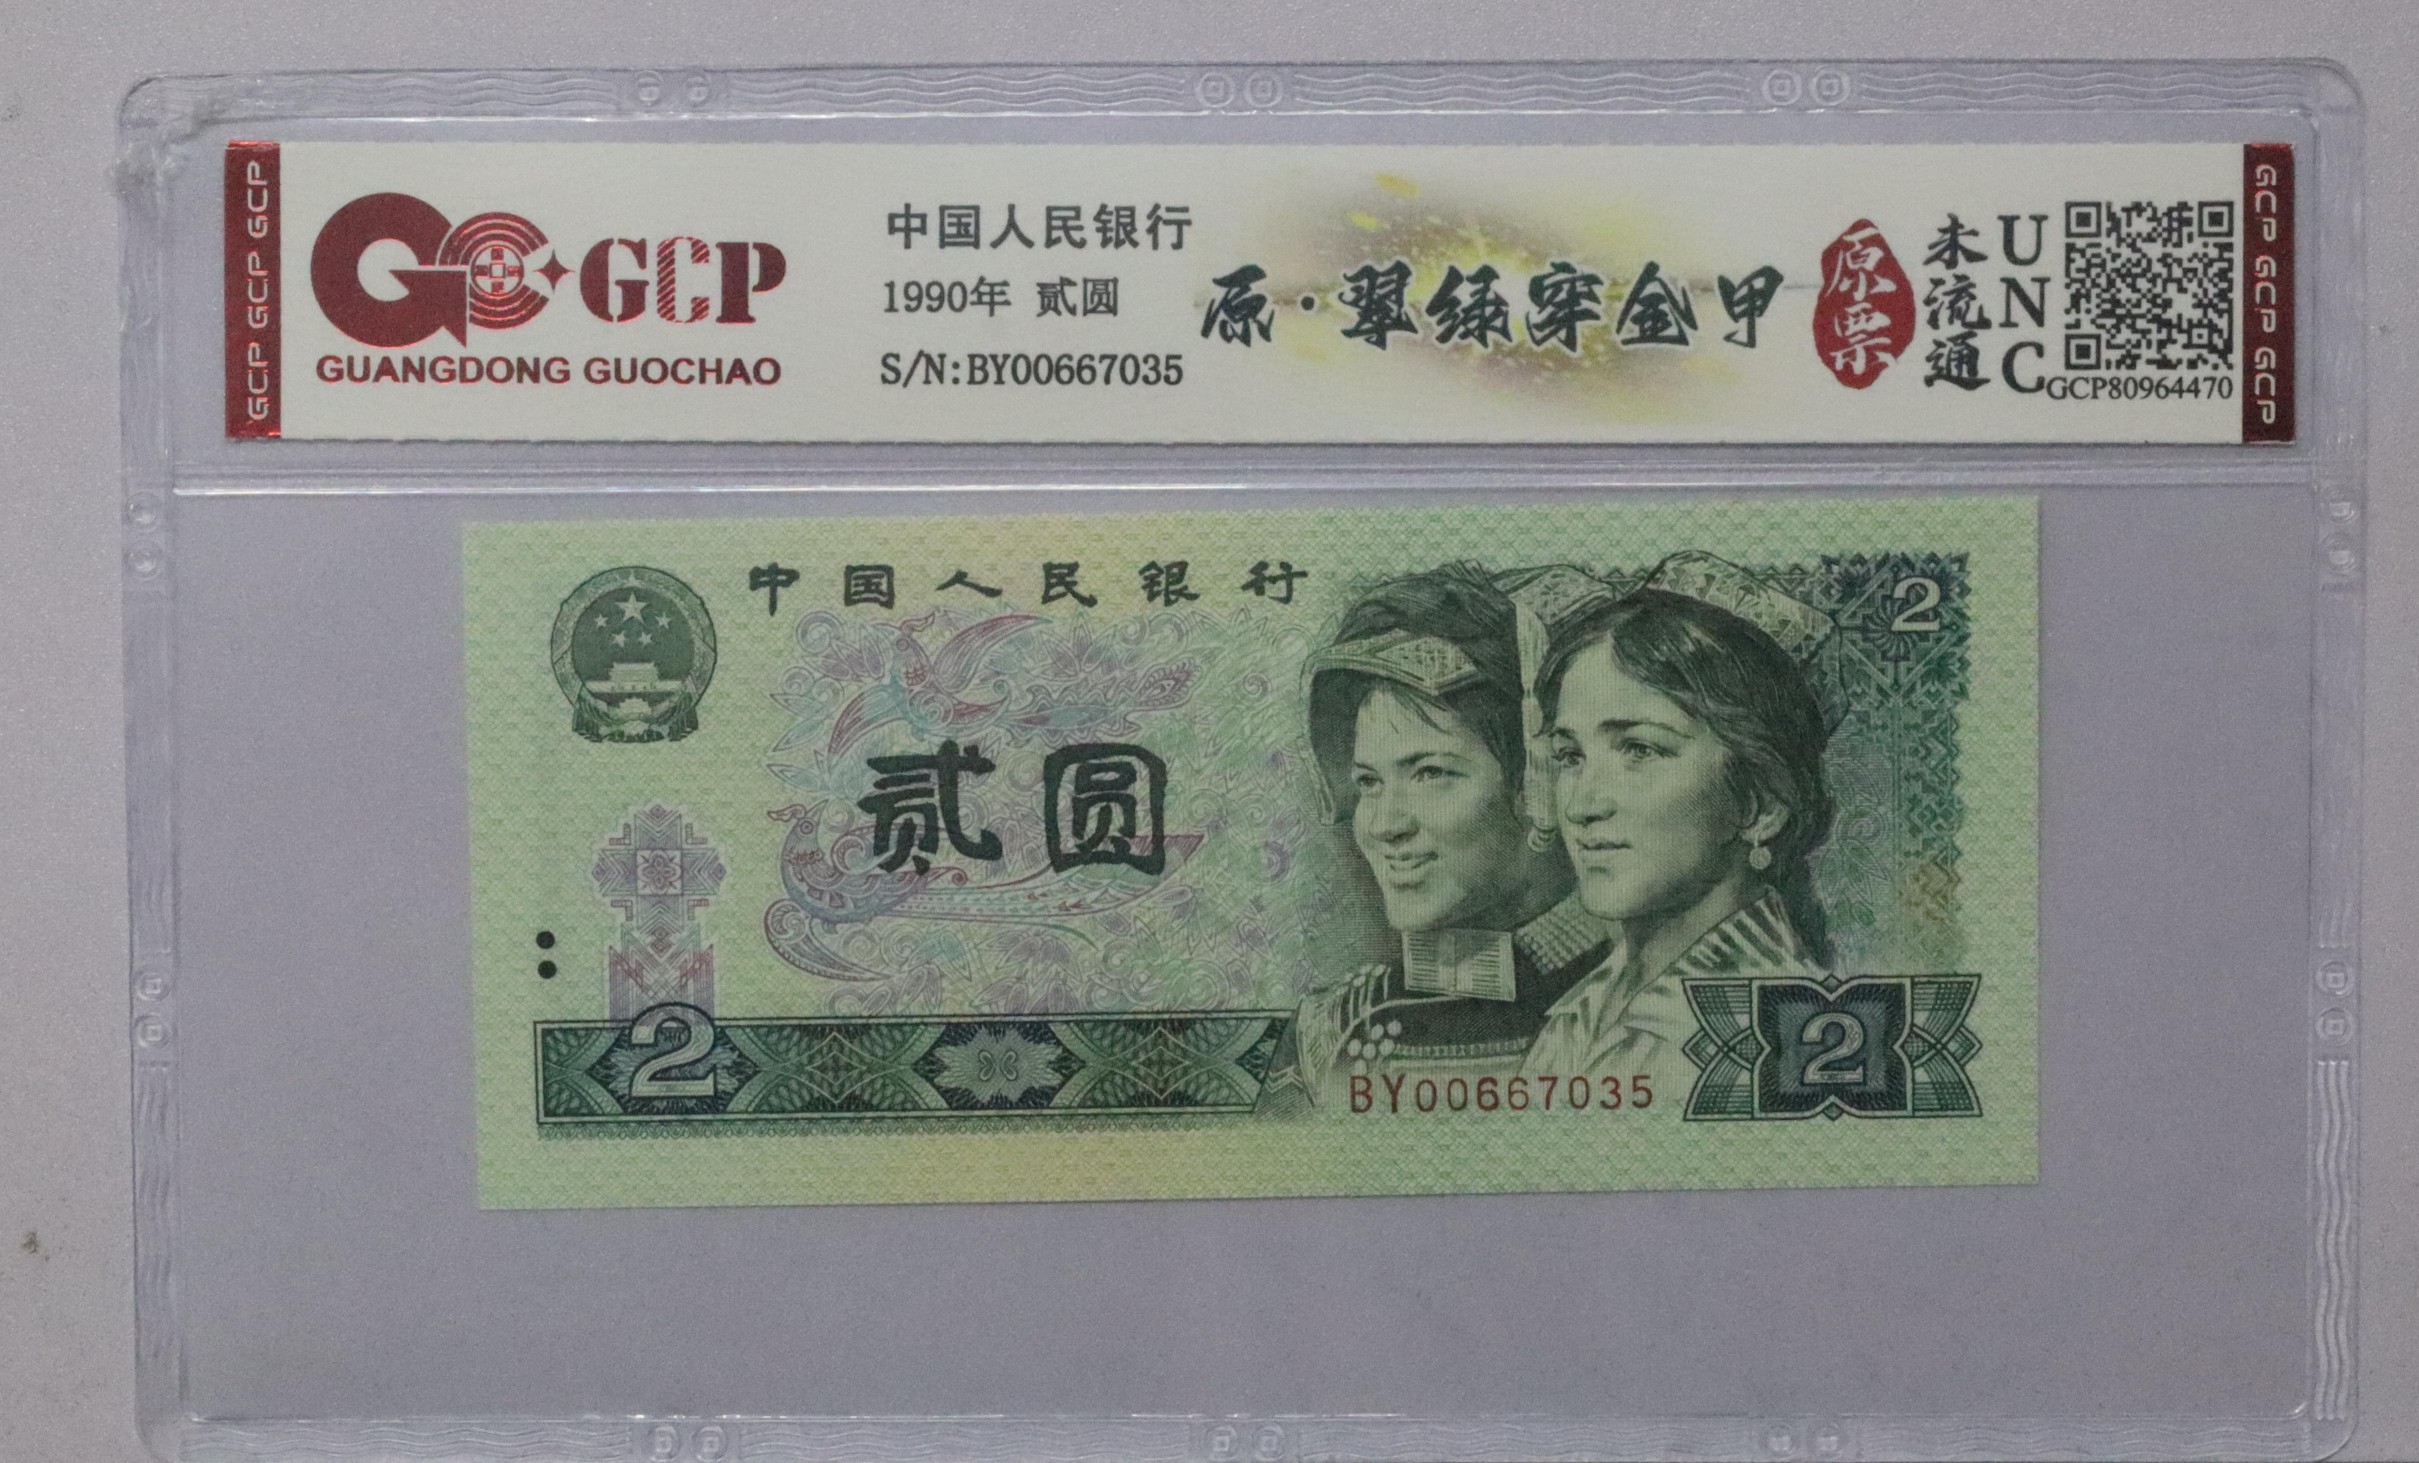 GCP GCP GCP
GCP
GUANGDONG GUOCHAO
中国人民银行
1990年 贰圆
S/N:BY00667035
原·翠绿穿金甲
原票
未流通
UNC
GCP80964470
GCP GCP GCP
中国人民银行
2
贰圆
2
BY00667035
2